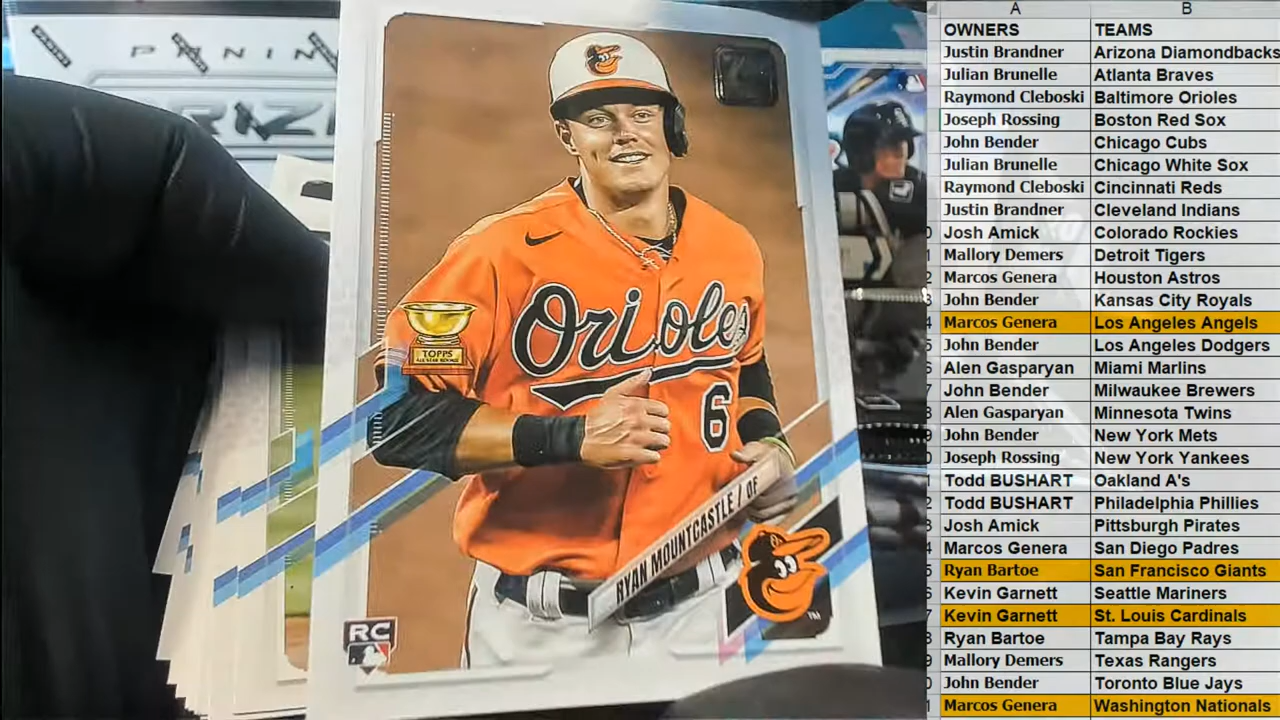 PANIN
RIZ
Orioles
6
TOPPS
ALL-STAR ROOKIE
RYAN MOUNTCASTLE / OF
TM
RC
A B
OWNERS TEAMS
Justin Brandner Arizona Diamondbacks
Julian Brunelle Atlanta Braves
Raymond Cleboski Baltimore Orioles
Joseph Rossing Boston Red Sox
John Bender Chicago Cubs
Julian Brunelle Chicago White Sox
Raymond Cleboski Cincinnati Reds
Justin Brandner Cleveland Indians
Josh Amick Colorado Rockies
Mallory Demers Detroit Tigers
Marcos Genera Houston Astros
John Bender Kansas City Royals
Marcos Genera Los Angeles Angels
John Bender Los Angeles Dodgers
Alen Gasparyan Miami Marlins
John Bender Milwaukee Brewers
Alen Gasparyan Minnesota Twins
John Bender New York Mets
Joseph Rossing New York Yankees
Todd BUSHART Oakland A's
Todd BUSHART Philadelphia Phillies
Josh Amick Pittsburgh Pirates
Marcos Genera San Diego Padres
Ryan Bartoe San Francisco Giants
Kevin Garnett Seattle Mariners
Kevin Garnett St. Louis Cardinals
Ryan Bartoe Tampa Bay Rays
Mallory Demers Texas Rangers
John Bender Toronto Blue Jays
Marcos Genera Washington Nationals